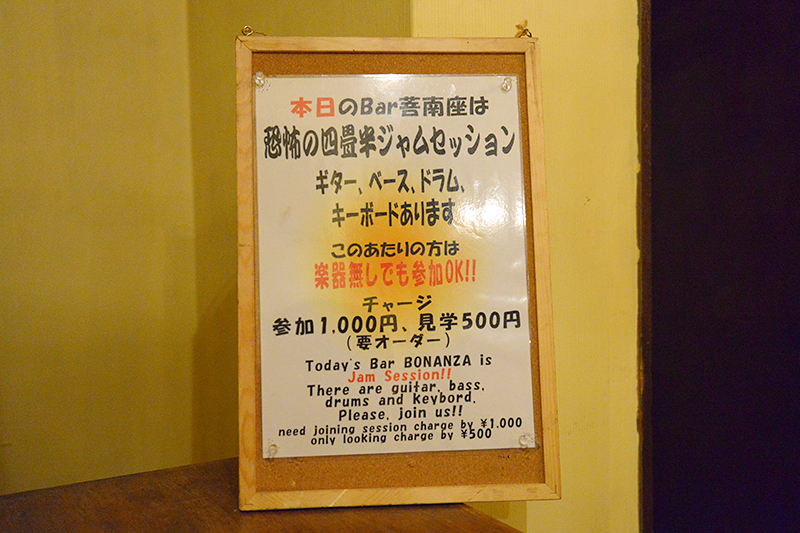 本日のBar菩南座は
恐怖の四畳半ジャムセッション
ギター、ベース、ドラム、
キーボードあります
このあたりの方は
楽器無しでも参加OK!!
チャージ
参加1,000円、見学500円
(要オーダー)
Today's Bar BONANZA is
Jam Session!!
There are guitar, bass,
drums and keybord.
Please, join us!!
need joining session charge by ¥1.000
only looking charge by ¥500